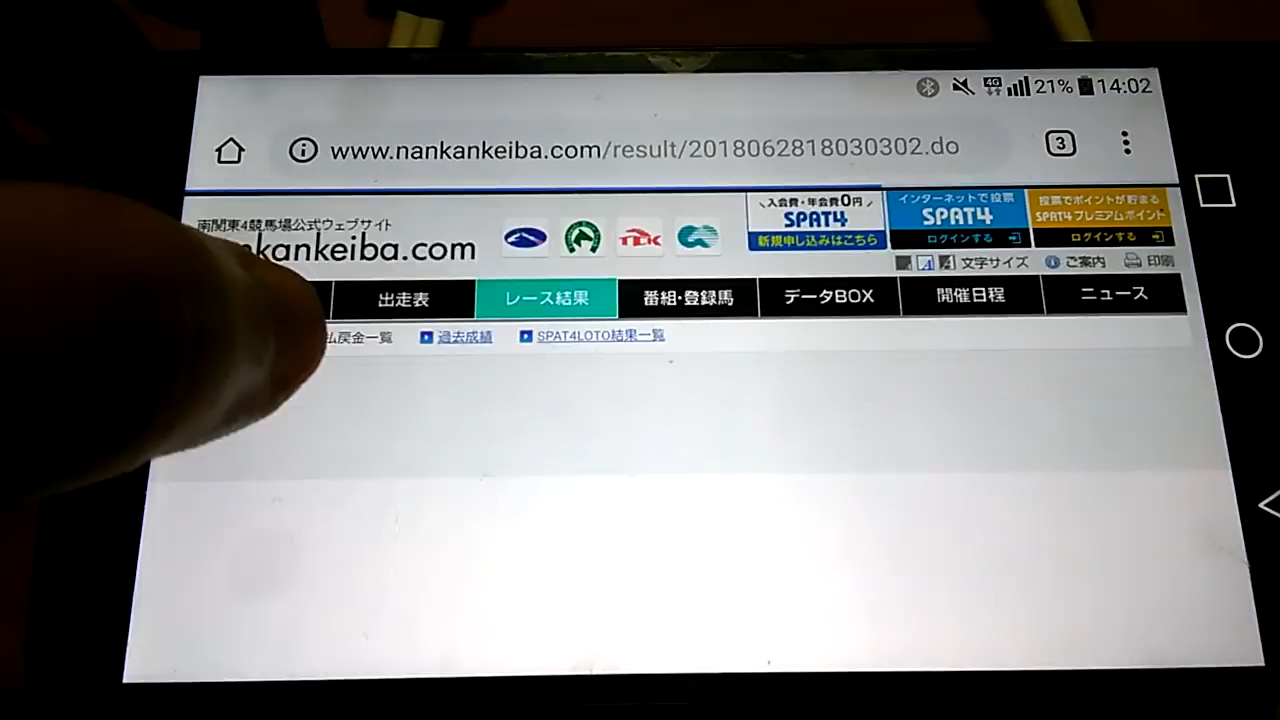 4G 21% 14:02
www.nankankeiba.com/result/2018062818030302.do
3
南関東4競馬場公式ウェブサイト
kankeiba.com
TCK
入会費・年会費0円
SPAT4
新規申し込みはこちら
インターネットで投票
SPAT4
ログインする
投票でポイントが貯まる
SPAT4プレミアムポイント
ログインする
A 文字サイズ ご案内 印刷
出走表 レース結果 番組・登録馬 データBOX 開催日程 ニュース
払戻金一覧 過去成績 SPAT4LOTO結果一覧